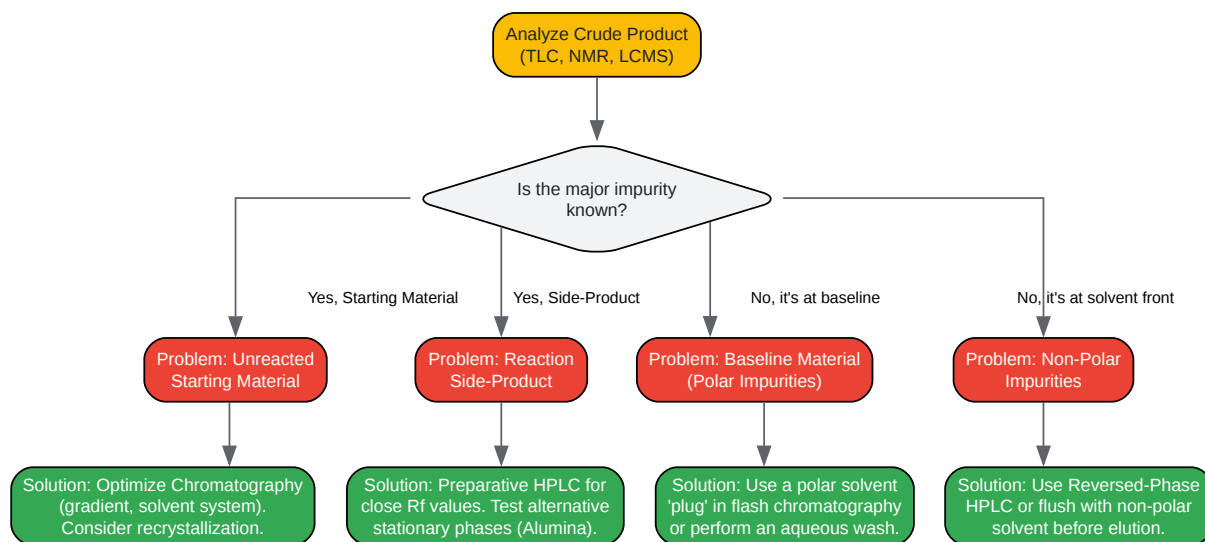 Analyze Crude Product
(TLC, NMR, LCMS)
Is the major impurity
known?
Yes, Starting Material
Yes, Side-Product
No, it's at baseline
No, it's at solvent front
Problem: Unreacted
Starting Material
Problem: Reaction
Side-Product
Problem: Baseline Material
(Polar Impurities)
Problem: Non-Polar
Impurities
Solution: Optimize Chromatography
(gradient, solvent system).
Consider recrystallization.
Solution: Preparative HPLC for
close Rf values. Test alternative
stationary phases (Alumina).
Solution: Use a polar solvent
'plug' in flash chromatography
or perform an aqueous wash.
Solution: Use Reversed-Phase
HPLC or flush with non-polar
solvent before elution.